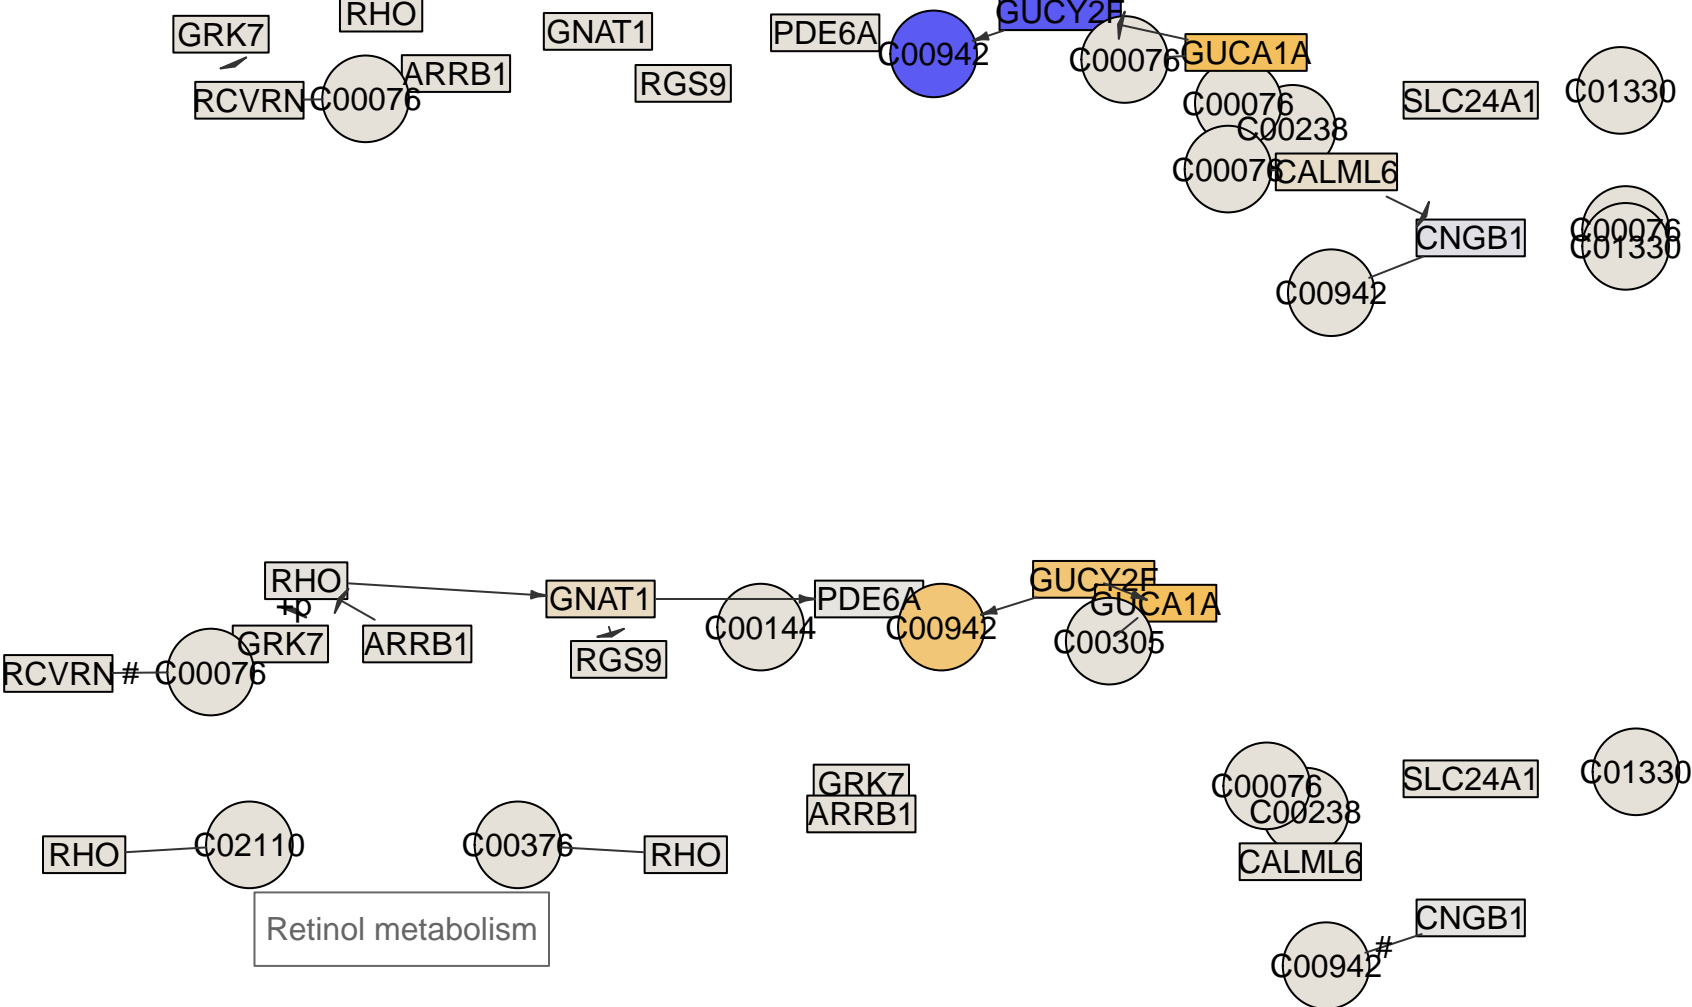 RHO
GUCY2F
GRK7
GNAT1
PDE6A
C00942
C00076
GUCA1A
ARRB1
RGS9
RCVRN
C00076
C00076
C00238
SLC24A1
C01330
C00076
CALML6
CNGB1
C00076
C01330
C00942
RHO
+p
GNAT1
PDE6A
GUCY2F
GUCA1A
C00144
C00942
C00305
GRK7
ARRB1
RGS9
RCVRN
#
C00076
GRK7
ARRB1
C00076
C00238
SLC24A1
C01330
RHO
C02110
C00376
RHO
CALML6
Retinol metabolism
CNGB1
#
C00942